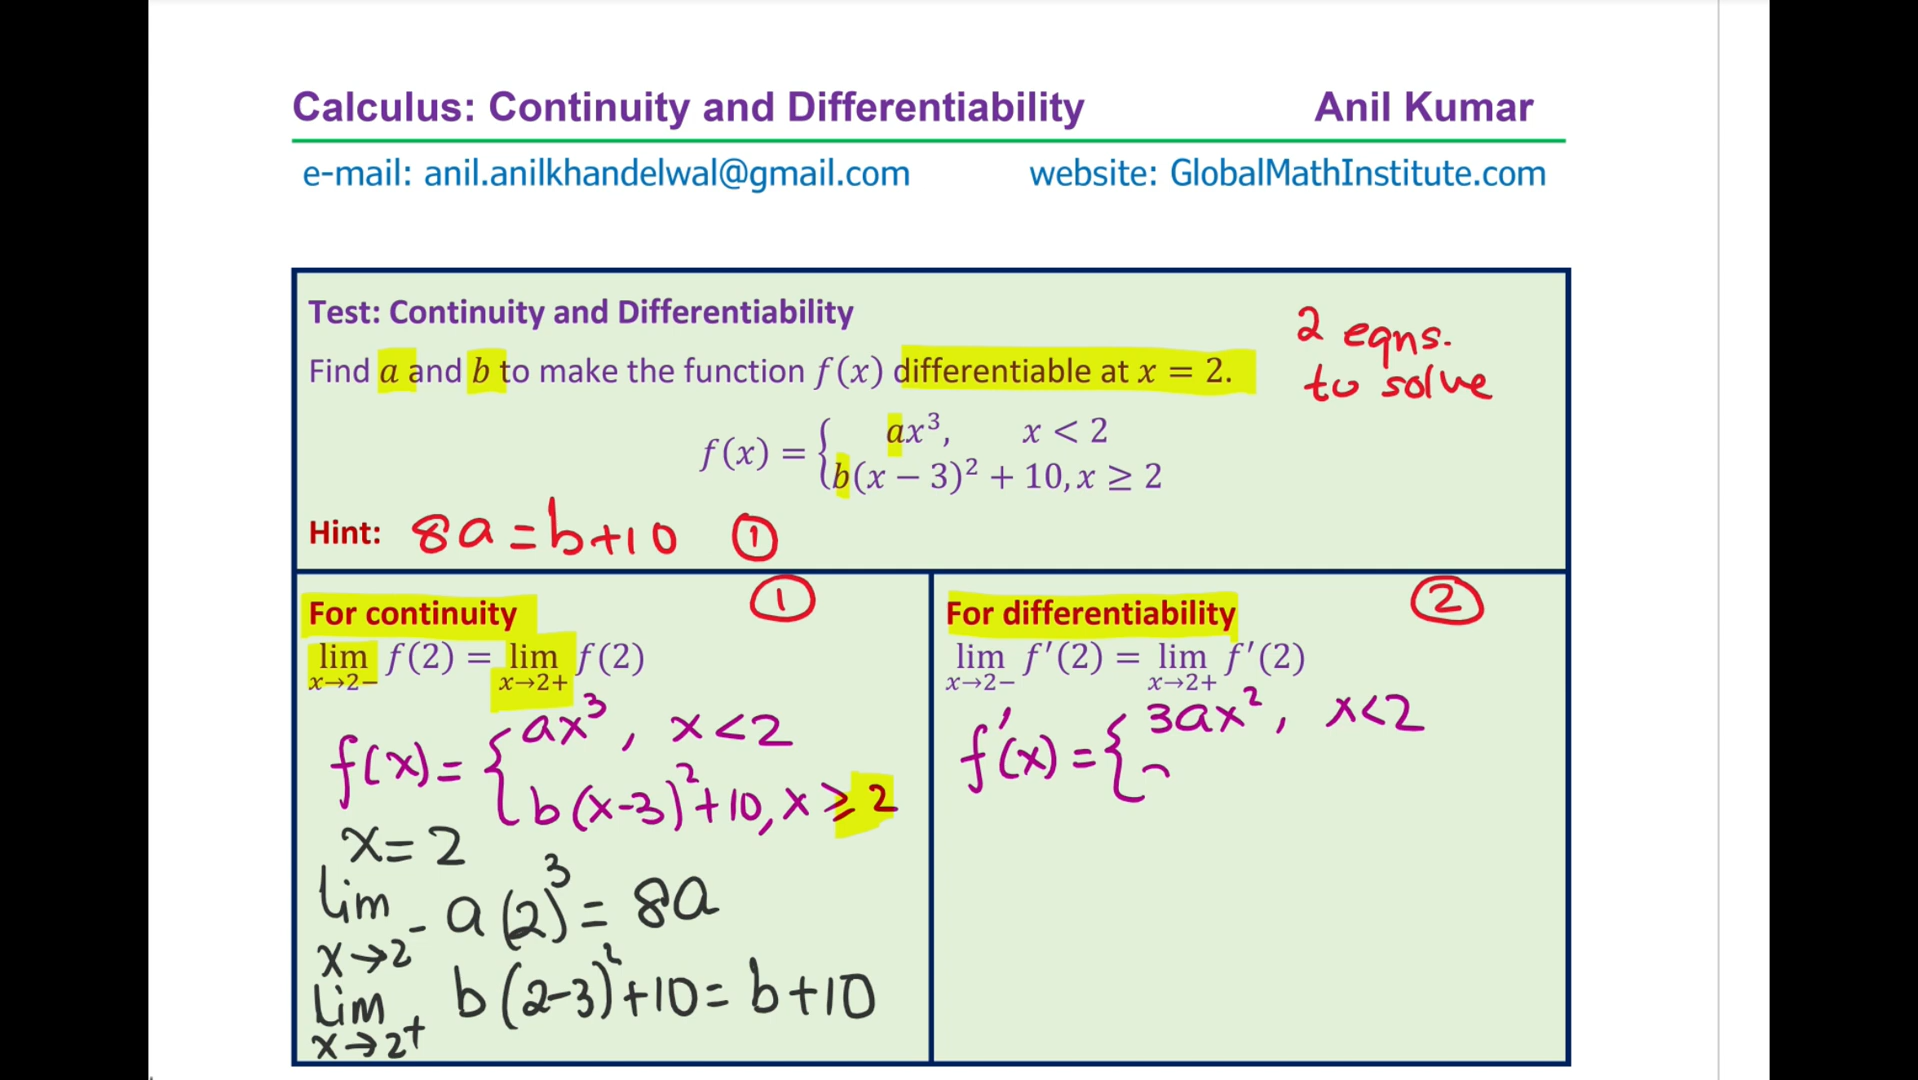 Calculus: Continuity and Differentiability Anil Kumar
e-mail: anil.anilkhandelwal@gmail.com website: GlobalMathInstitute.com
Test: Continuity and Differentiability
Find a and b to make the function f(x) differentiable at x = 2.
2 eqns.
to solve
f(x) = { ax³, x < 2
b(x − 3)² + 10, x ≥ 2
Hint: 8a = b+10 ①
For continuity ①
lim x→2− f(2) = lim x→2+ f(2)
f(x) = { ax³, x < 2
b(x-3)²+10, x ≥ 2
x = 2
lim x→2⁻ a(2)³ = 8a
lim x→2+ b(2-3)²+10 = b+10
For differentiability ②
lim x→2− f′(2) = lim x→2+ f′(2)
f′(x) = { 3ax², x<2